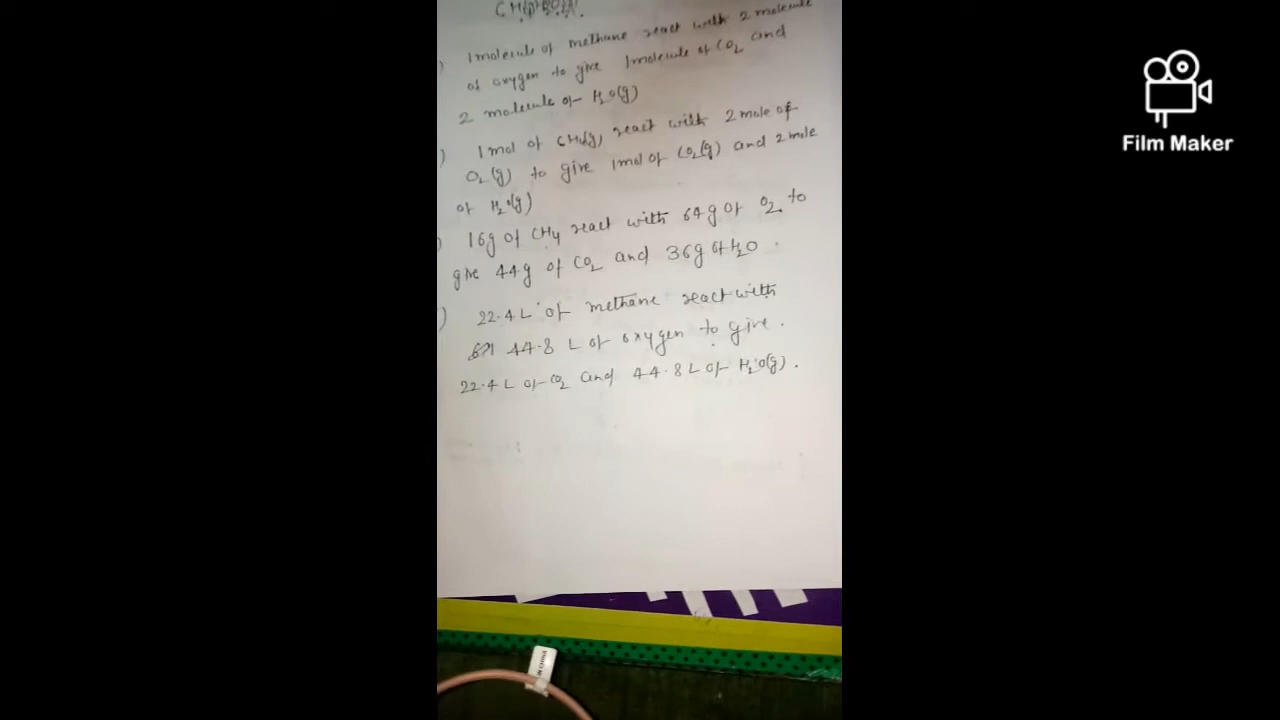 ) 1 molecule of methane react with 2 molecule
of oxygen to give 1 molecule of CO₂ and
2 molecule of H₂O(g)
) 1 mol of CH₄(g) react with 2 mole of
O₂(g) to give 1 mol of CO₂(g) and 2 mole
of H₂O(g)
) 16g of CH₄ react with 64g of O₂ to
give 44g of CO₂ and 36g of H₂O.
) 22.4 L of methane react with
44.8 L of oxygen to give.
22.4 L of CO₂ and 44.8 L of H₂O(g).
Film Maker